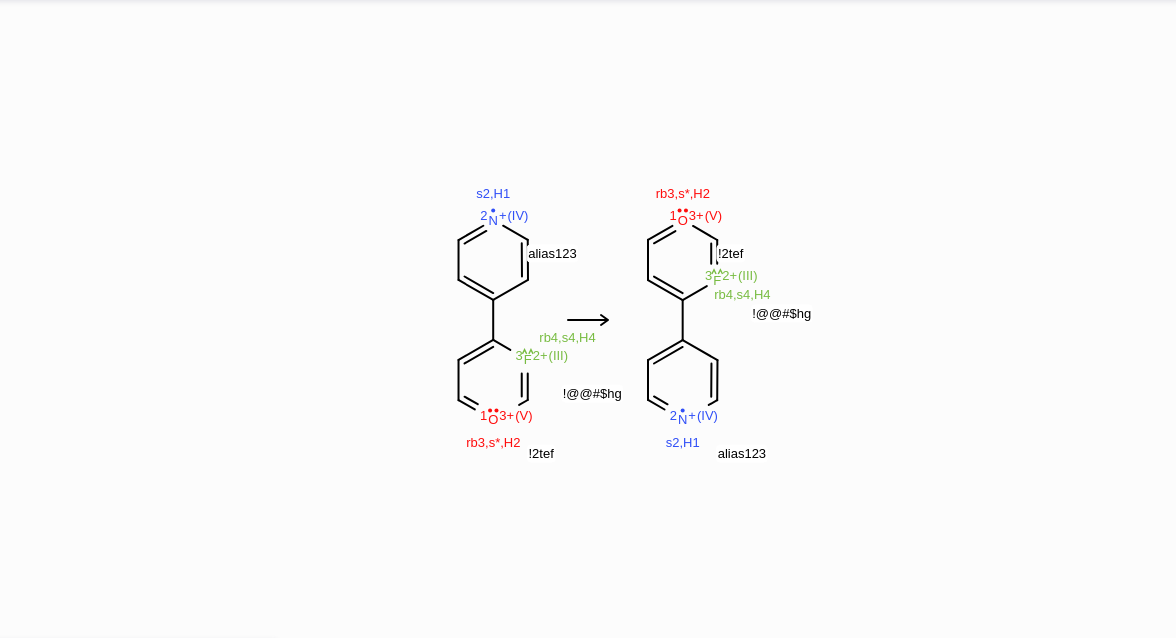 s2,H1
2N+(IV)
alias123
rb4,s4,H4
3F2+(III)
!@@#$hg
1O3+(V)
rb3,s*,H2
!2tef
rb3,s*,H2
1O3+(V)
!2tef
3F2+(III)
rb4,s4,H4
!@@#$hg
2N+(IV)
s2,H1
alias123